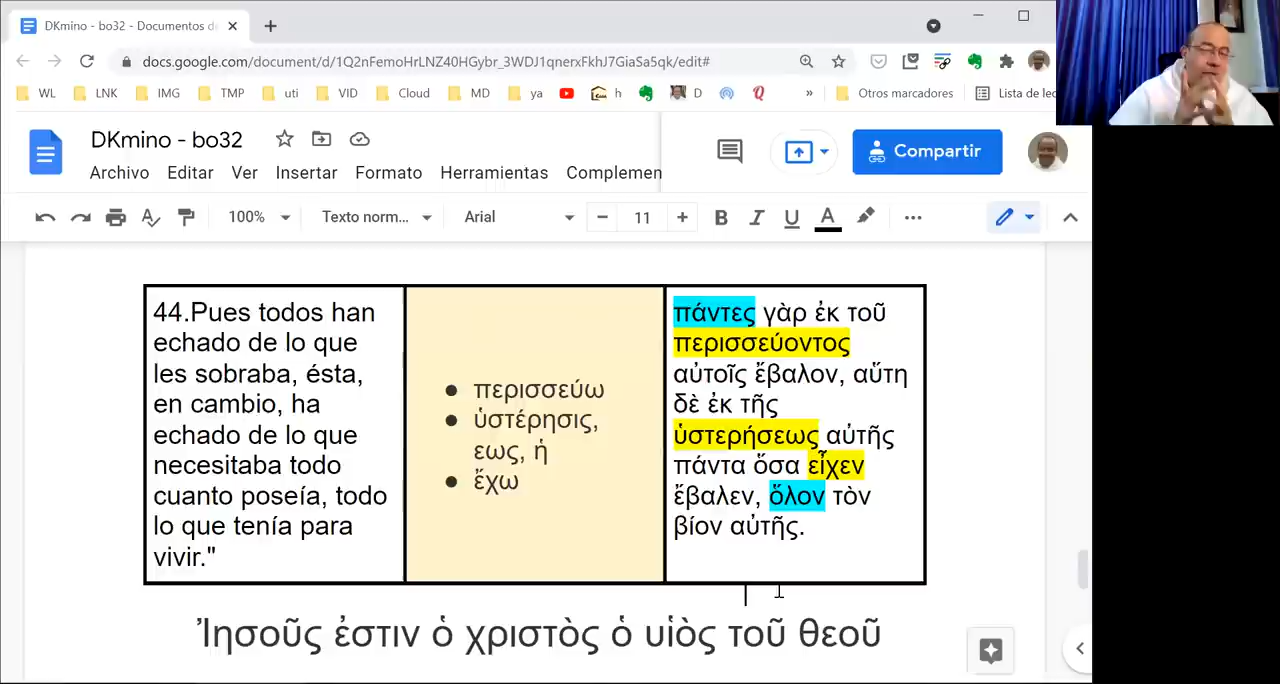 DKmino - bo32 - Documentos de
docs.google.com/document/d/1Q2nFemoHrLNZ40HGybr_3WDJ1qnerxFkhJ7GiaSa5qk/edit#
WL LNK IMG TMP uti VID Cloud MD ya h D » Otros marcadores Lista de lec
DKmino - bo32
Compartir
Archivo Editar Ver Insertar Formato Herramientas Complemen
100% Texto norm... Arial 11 B I U A
44.Pues todos han
echado de lo que
les sobraba, ésta,
en cambio, ha
echado de lo que
necesitaba todo
cuanto poseía, todo
lo que tenía para
vivir."
● περισσεύω
● ὑστέρησις,
εως, ἡ
● ἔχω
πάντες γὰρ ἐκ τοῦ
περισσεύοντος
αὐτοῖς ἔβαλον, αὕτη
δὲ ἐκ τῆς
ὑστερήσεως αὐτῆς
πάντα ὅσα εἶχεν
ἔβαλεν, ὅλον τὸν
βίον αὐτῆς.
Ἰησοῦς ἐστιν ὁ χριστὸς ὁ υἱὸς τοῦ θεοῦ